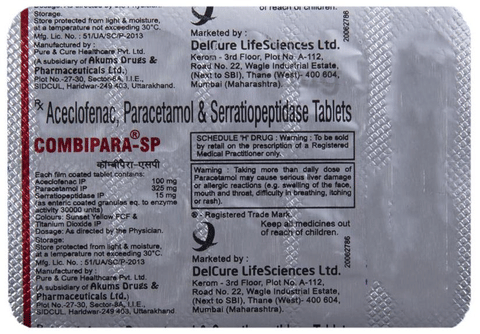 Dosage: As directed by the Physician.
Storage:
Store protected from light & moisture,
at a temperature not exceeding 30°C.
Mfg. Lic. No.: 51/UA/SC/P-2013
Manufactured by :
Pure & Cure Healthcare Pvt. Ltd.
(A subsidiary of Akums Drugs &
Pharmaceuticals Ltd.)
Plot No.-27-30, Sector-8A, I.I.E.,
SIDCUL, Haridwar-249 403, Uttarakhand.
of reach of children.
20062786
Marketed by :
DelCure LifeSciences Ltd.
Kerom - 3rd Floor, Plot No. A-112,
Road No. 22, Wagle Industrial Estate,
(Next to SBI), Thane (West)- 400 604,
Mumbai (Maharashtra).
℞ Aceclofenac, Paracetamol & Serratiopeptidase Tablets
COMBIPARA®-SP
कॉम्बीपैरा-एसपी
Each film coated tablet contains:
Aceclofenac IP 100 mg
Paracetamol IP 325 mg
Serratiopeptidase IP 15 mg
(as enteric coated granules eq. to enzyme
activity 30000 units)
Colours: Sunset Yellow FCF &
Titanium Dioxide IP
Dosage: As directed by the Physician.
Storage:
Store protected from light & moisture,
at a temperature not exceeding 30°C.
Mfg. Lic. No.: 51/UA/SC/P-2013
Manufactured by :
Pure & Cure Healthcare Pvt. Ltd.
(A subsidiary of Akums Drugs &
Pharmaceuticals Ltd.)
Plot No.-27-30, Sector-8A, I.I.E.,
SIDCUL, Haridwar-249 403, Uttarakhand.
SCHEDULE 'H' DRUG : Warning : To be sold
by retail on the prescription of a Registered
Medical Practitioner only.
Warning : Taking more than daily dose of
Paracetamol may cause serious liver damage
or allergic reactions (e.g. swelling of the face,
mouth and throat, difficulty in breathing, itching
or rash).
® - Registered Trade Mark.
Keep all medicines out
of reach of children.
20062786
Marketed by :
DelCure LifeSciences Ltd.
Kerom - 3rd Floor, Plot No. A-112,
Road No. 22, Wagle Industrial Estate,
(Next to SBI), Thane (West)- 400 604,
Mumbai (Maharashtra).